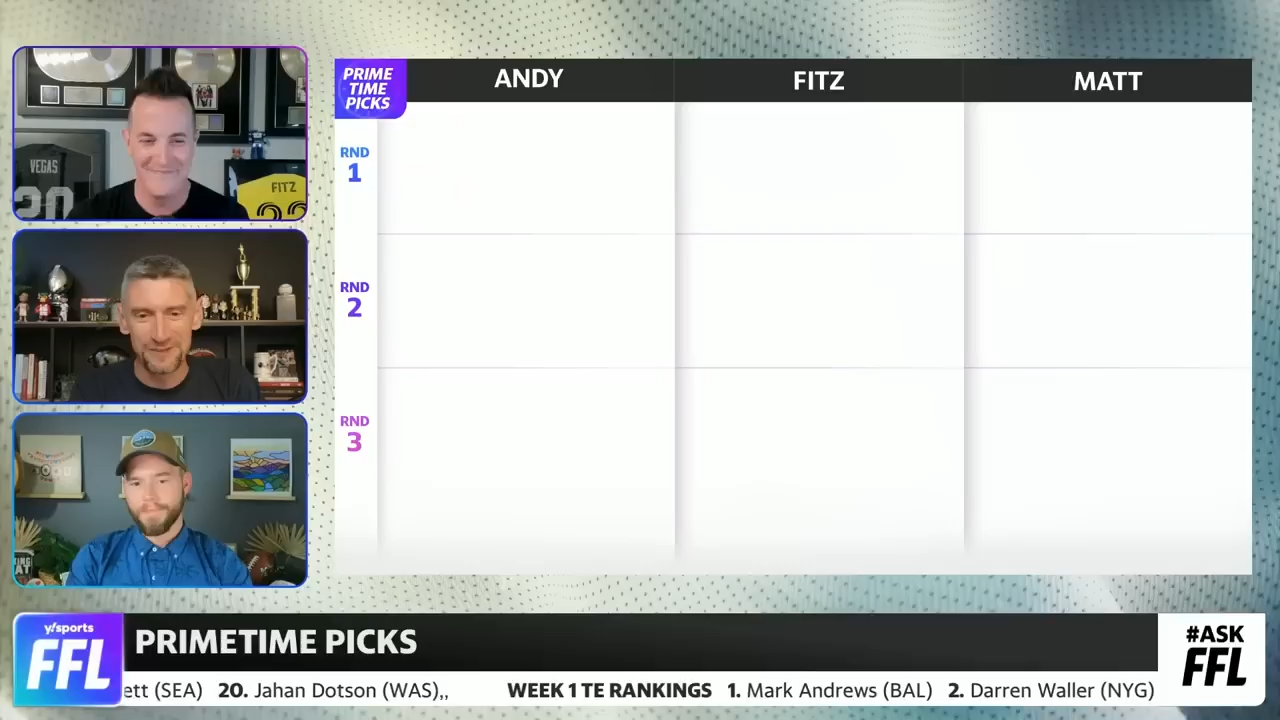 VEGAS
FITZ
PRIME
TIME
PICKS
ANDY
FITZ
MATT
RND
1
RND
2
RND
3
y!sports
FFL
PRIMETIME PICKS
#ASK
FFL
ett (SEA) 20. Jahan Dotson (WAS),, WEEK 1 TE RANKINGS 1. Mark Andrews (BAL) 2. Darren Waller (NYG)